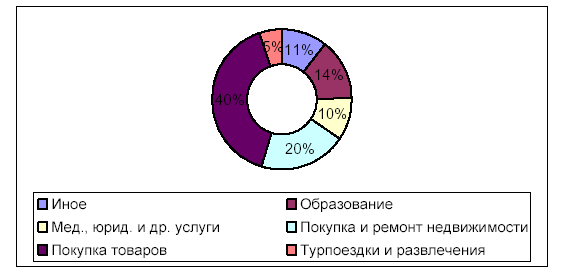 5%
11%
14%
40%
10%
20%
Иное
Образование
Мед., юрид. и др. услуги
Покупка и ремонт недвижимости
Покупка товаров
Турпоездки и развлечения